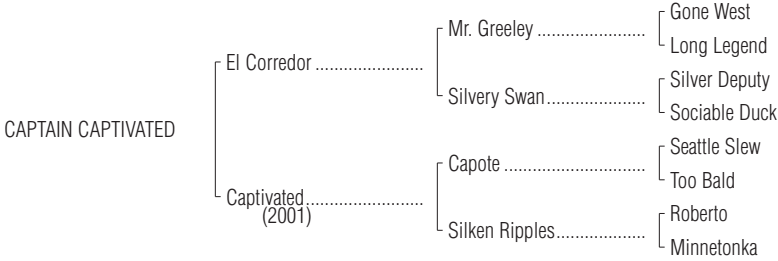 Gone West
Mr. Greeley ......................
Long Legend
El Corredor ......................
Silver Deputy
Silvery Swan....................
Sociable Duck
CAPTAIN CAPTIVATED
Seattle Slew
Capote .............................
Too Bald
Captivated........................
(2001)
Roberto
Silken Ripples..................
Minnetonka